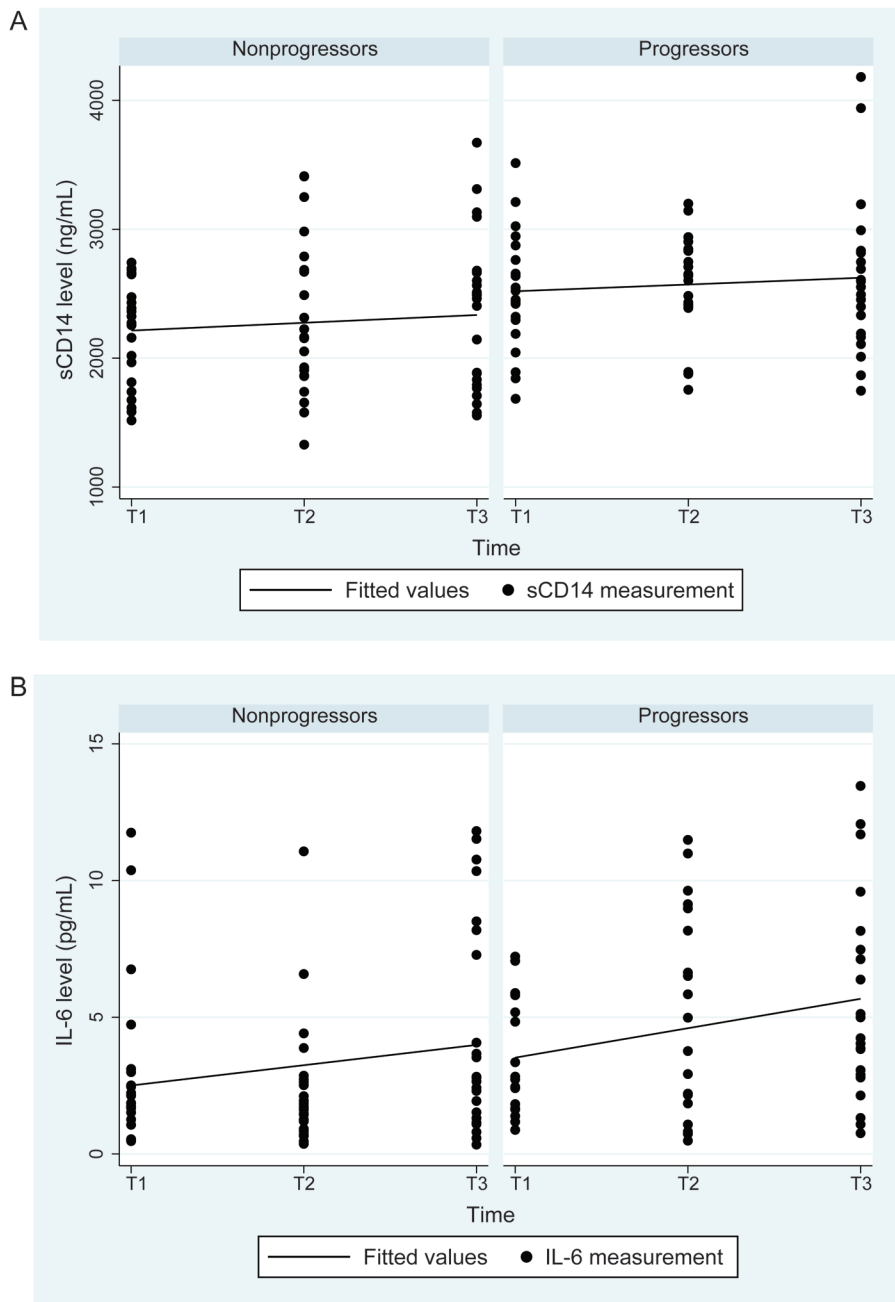 A
Nonprogressors Progressors
sCD14 level (ng/mL)
4000
3000
2000
1000
T1 T2 T3 T1 T2 T3
Time
Fitted values sCD14 measurement
B
Nonprogressors Progressors
IL-6 level (pg/mL)
15
10
5
0
T1 T2 T3 T1 T2 T3
Time
Fitted values IL-6 measurement